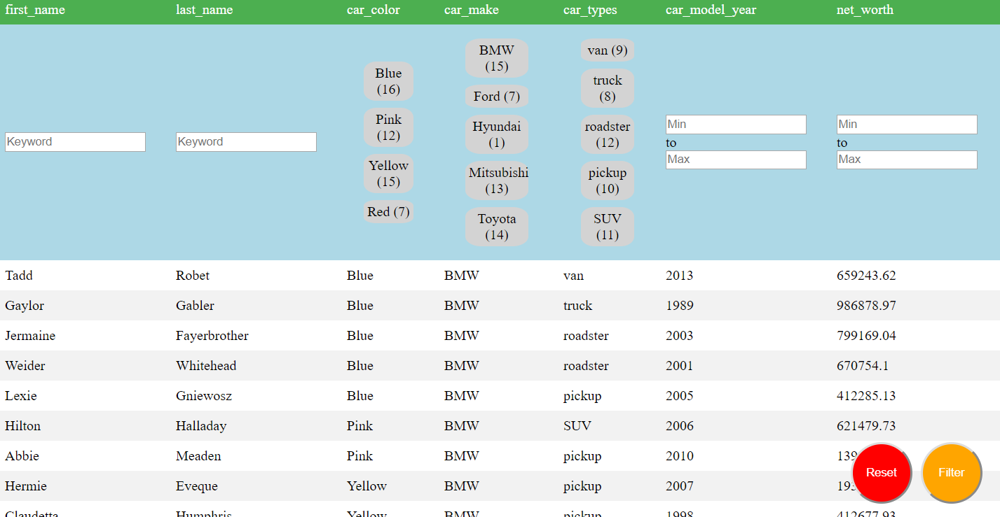 first_name last_name car_color car_make car_types car_model_year net_worth
Keyword
Keyword
Blue
(16)
Pink
(12)
Yellow
(15)
Red (7)
BMW
(15)
Ford (7)
Hyundai
(1)
Mitsubishi
(13)
Toyota
(14)
van (9)
truck
(8)
roadster
(12)
pickup
(10)
SUV
(11)
Min
to
Max
Min
to
Max
Tadd Robet Blue BMW van 2013 659243.62
Gaylor Gabler Blue BMW truck 1989 986878.97
Jermaine Fayerbrother Blue BMW roadster 2003 799169.04
Weider Whitehead Blue BMW roadster 2001 670754.1
Lexie Gniewosz Blue BMW pickup 2005 412285.13
Hilton Halladay Pink BMW SUV 2006 621479.73
Abbie Meaden Pink BMW pickup 2010
Hermie Eveque Yellow BMW pickup 2007
Claudetta Humphris Yellow BMW pickup 1998 412677.93
Reset
Filter